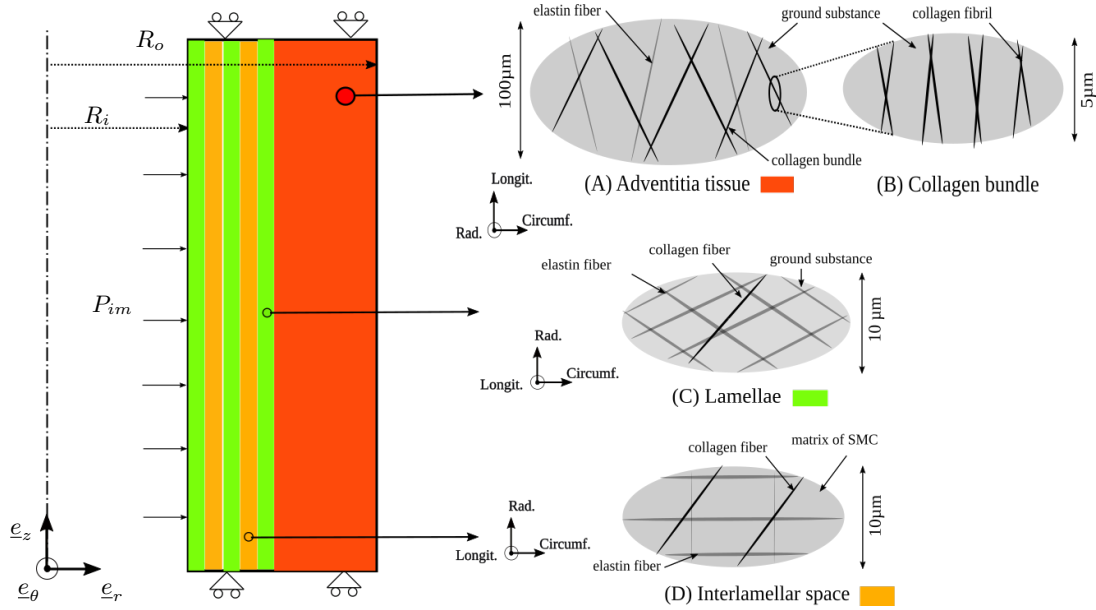 R_o
R_i
P_{im}
e_z
e_θ
e_r
elastin fiber
ground substance
collagen fibril
100μm
5μm
collagen bundle
(A) Adventitia tissue
(B) Collagen bundle
Longit.
Circumf.
Rad.
collagen fiber
elastin fiber
ground substance
10 μm
Rad.
Circumf.
Longit.
(C) Lamellae
matrix of SMC
collagen fiber
10μm
Rad.
Circumf.
Longit.
elastin fiber
(D) Interlamellar space